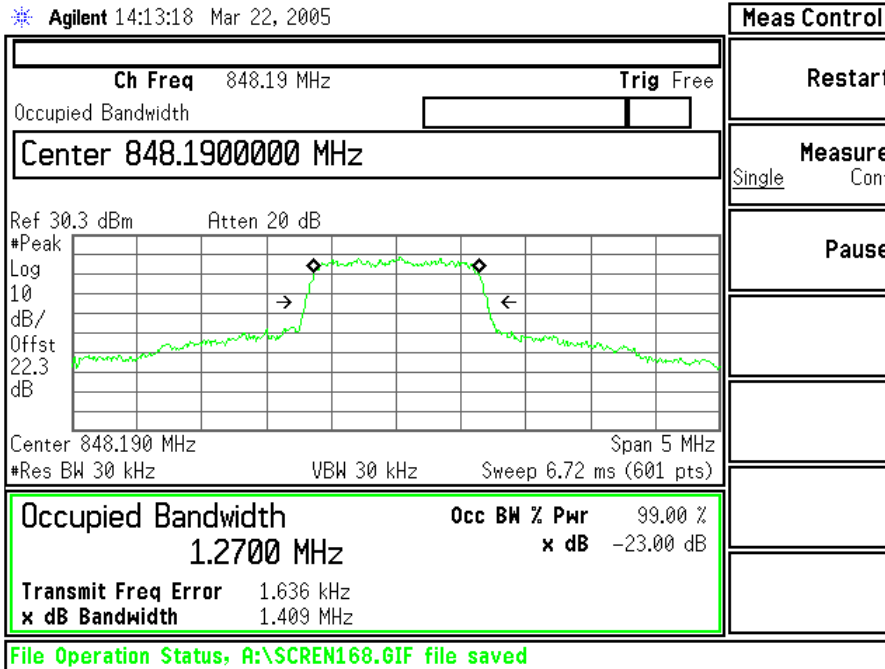 Agilent 14:13:18 Mar 22, 2005
Meas Control
Ch Freq 848.19 MHz Trig Free
Occupied Bandwidth
Center 848.1900000 MHz
Restart
Measure
Single Con
Pause
Ref 30.3 dBm Atten 20 dB
#Peak
Log
10
dB/
Offst
22.3
dB
Center 848.190 MHz Span 5 MHz
#Res BW 30 kHz VBW 30 kHz Sweep 6.72 ms (601 pts)
Occupied Bandwidth
1.2700 MHz
Occ BW % Pwr 99.00 %
x dB -23.00 dB
Transmit Freq Error 1.636 kHz
x dB Bandwidth 1.409 MHz
File Operation Status, A:\SCREN168.GIF file saved